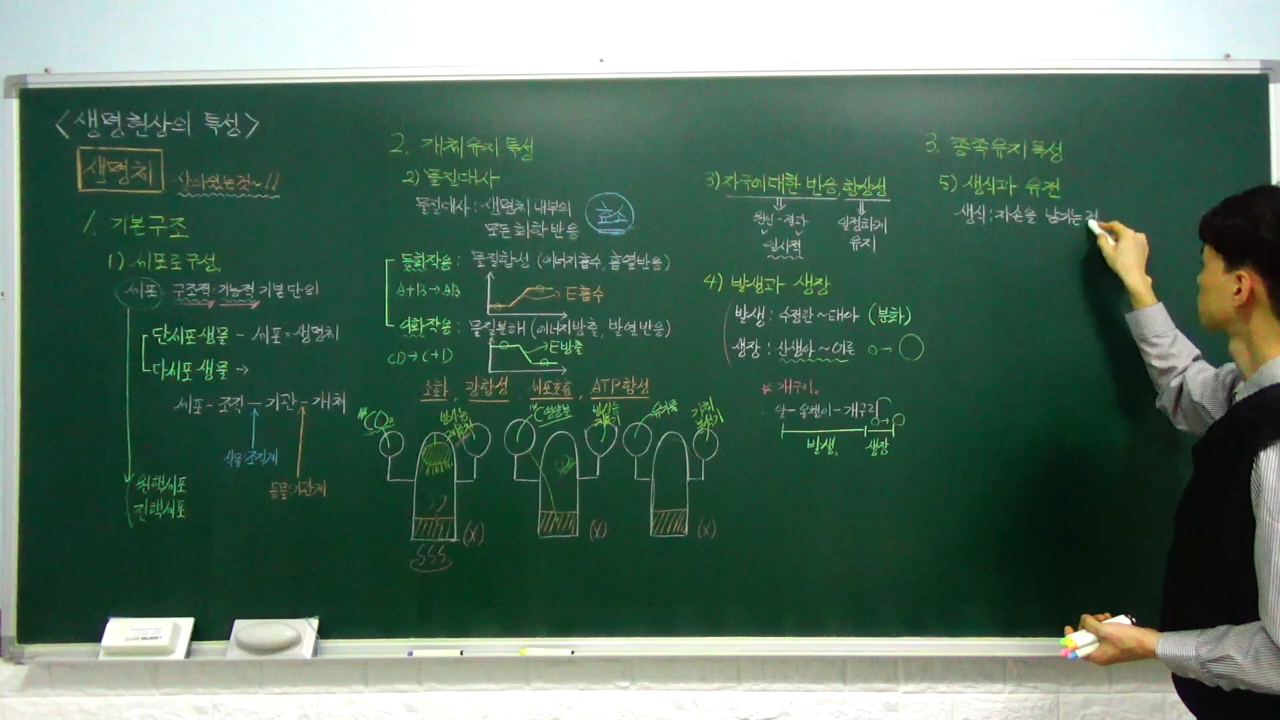 <생명현상의 특성>
생명체 살아있는것~!!
1. 기본구조
1) 세포로구성.
세포 : 구조적·기능적 기본단위
단세포생물 - 세포=생명체
다세포생물 →
세포 - 조직 - 기관 - 개체
식물:조직계
동물:기관계
원핵세포
진핵세포
2. 개체유지특성
2) 물질대사
물질대사 : 생명체 내부의
모든 화학반응
효소
동화작용 : 물질합성 (에너지흡수, 흡열반응)
A+B→AB
E흡수
이화작용 : 물질분해 (에너지방출, 발열반응)
CD→C+D
E방출
소화, 광합성, 세포호흡, ATP합성
CO₂
방사능
(X)
(X)
(X)
3) 자극에대한 반응, 항상성
원인-결과
일시적
일정하게
유지
4) 발생과 생장
발생 : 수정란~태아 (분화)
생장 : 신생아~어른
* 개구리.
알 - 올챙이 - 개구리
발생.
생장
3. 종족유지특성
5) 생식과 유전
생식 : 자손을 남기는